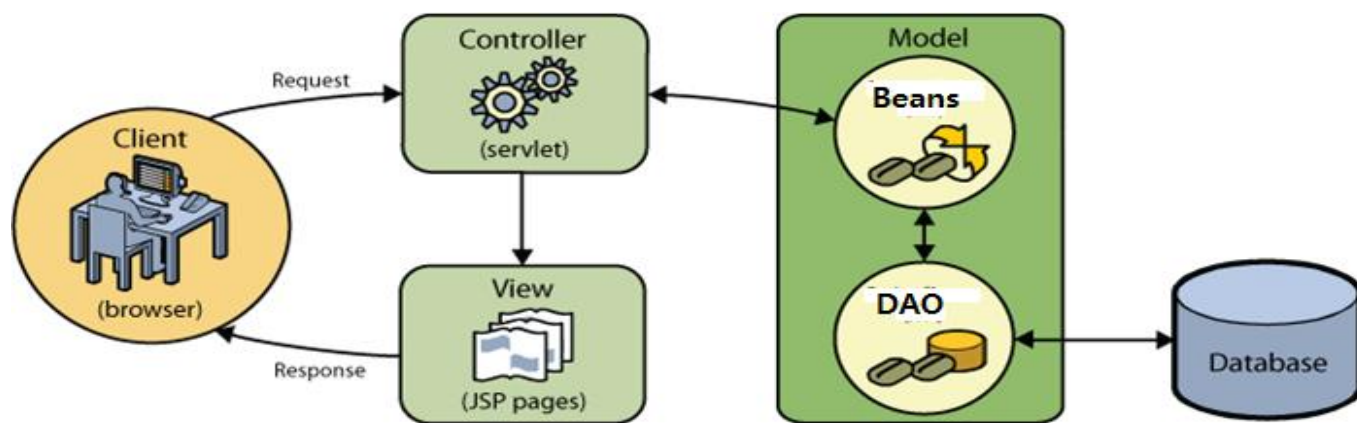 Controller
(servlet)
Model
Beans
Request
Client
(browser)
View
(JSP pages)
Response
DAO
Database